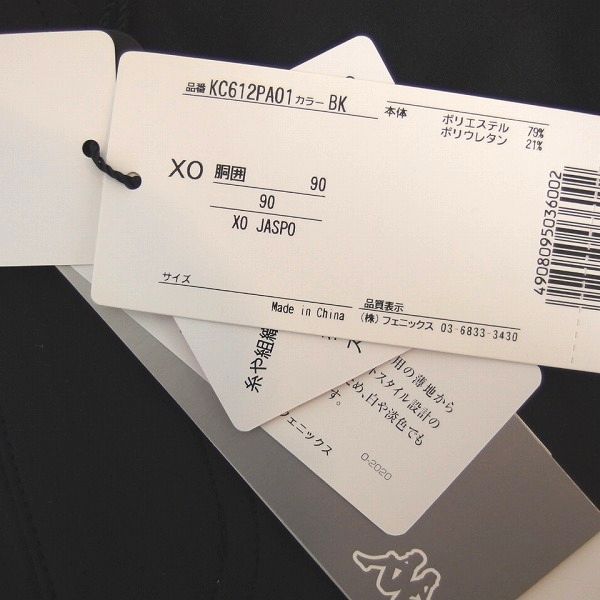 品番 KC612PA01 カラー BK
本体 ポリエステル 79%
ポリウレタン 21%
XO 胴囲 90
90
XO JASPO
サイズ
Made in China
品質表示
(株) フェニックス 03-6833-3430
4908095036002
糸や組織
用の薄地から
スタイル設計の
め、白や淡色でも
す。
フェニックス
O-2020